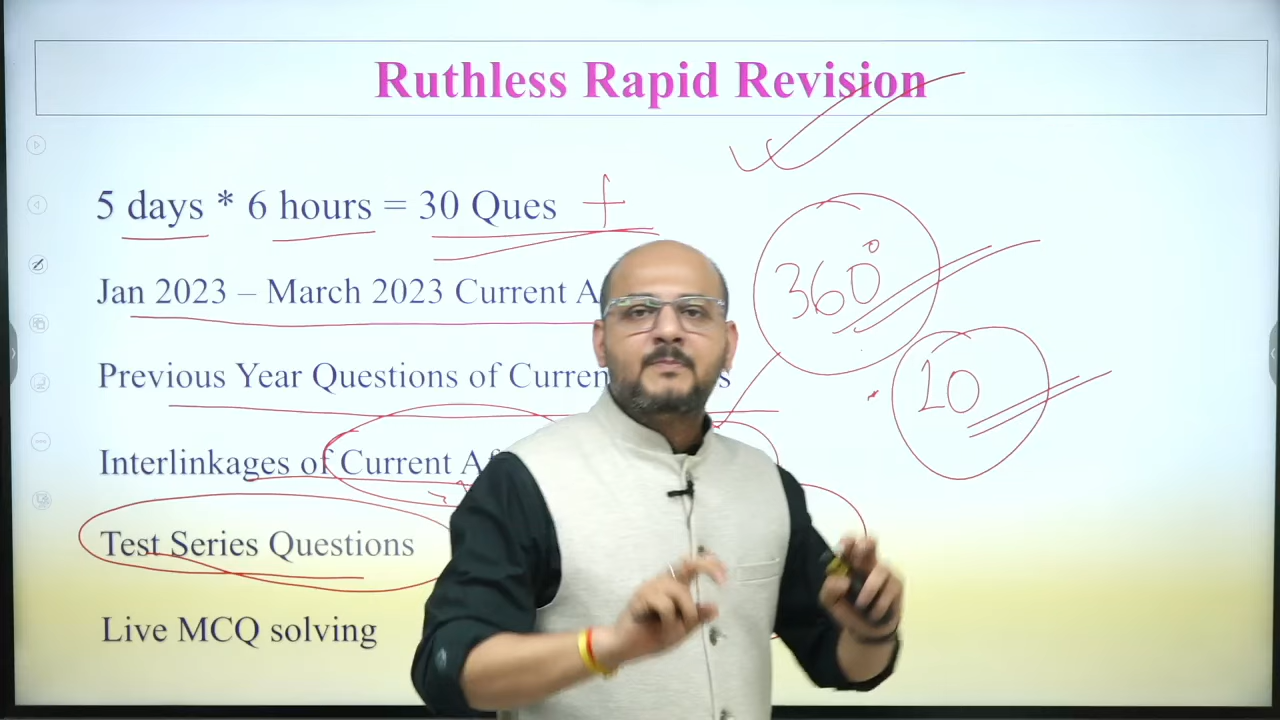 Ruthless Rapid Revision
5 days * 6 hours = 30 Ques +
Jan 2023 – March 2023 Current A
360°
Previous Year Questions of Curren s
10
Interlinkages of Current Af
Test Series Questions
Live MCQ solving